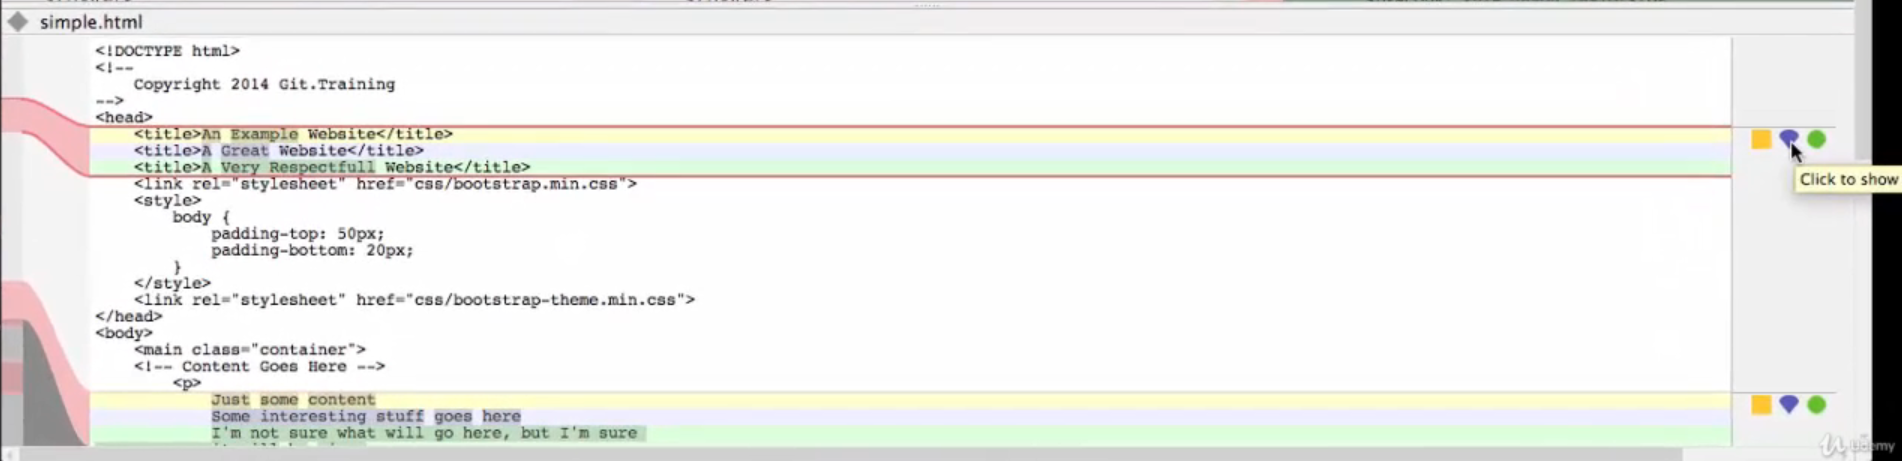 simple.html
<!DOCTYPE html>
<!--
Copyright 2014 Git.Training
-->
<head>
<title>An Example Website</title>
<title>A Great Website</title>
<title>A Very Respectfull Website</title>
Click to show
<link rel="stylesheet" href="css/bootstrap.min.css">
<style>
body {
padding-top: 50px;
padding-bottom: 20px;
}
</style>
<link rel="stylesheet" href="css/bootstrap-theme.min.css">
</head>
<body>
<main class="container">
<!-- Content Goes Here -->
<p>
Just some content
Some interesting stuff goes here
I'm not sure what will go here, but I'm sure
Udemy